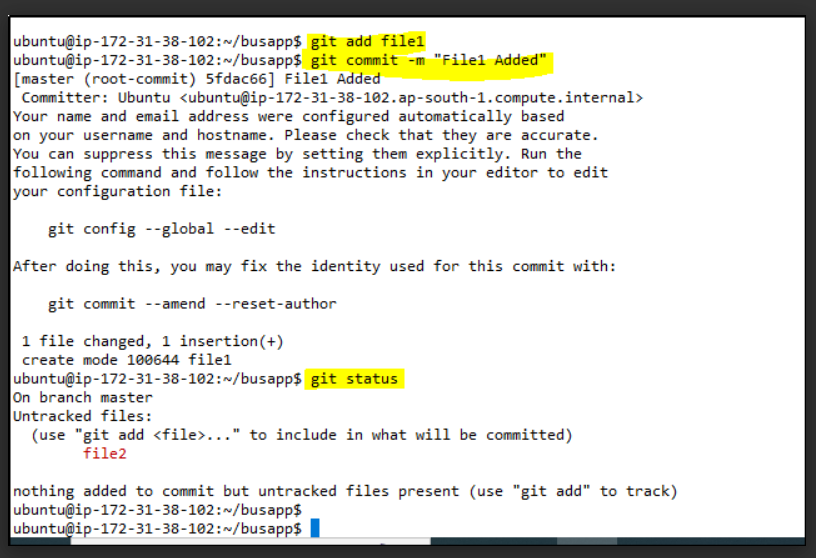 ubuntu@ip-172-31-38-102:~/busapp$ git add file1
ubuntu@ip-172-31-38-102:~/busapp$ git commit -m "File1 Added"
[master (root-commit) 5fdac66] File1 Added
 Committer: Ubuntu <ubuntu@ip-172-31-38-102.ap-south-1.compute.internal>
Your name and email address were configured automatically based
on your username and hostname. Please check that they are accurate.
You can suppress this message by setting them explicitly. Run the
following command and follow the instructions in your editor to edit
your configuration file:

    git config --global --edit

After doing this, you may fix the identity used for this commit with:

    git commit --amend --reset-author

 1 file changed, 1 insertion(+)
 create mode 100644 file1
ubuntu@ip-172-31-38-102:~/busapp$ git status
On branch master
Untracked files:
  (use "git add <file>..." to include in what will be committed)
        file2

nothing added to commit but untracked files present (use "git add" to track)
ubuntu@ip-172-31-38-102:~/busapp$
ubuntu@ip-172-31-38-102:~/busapp$